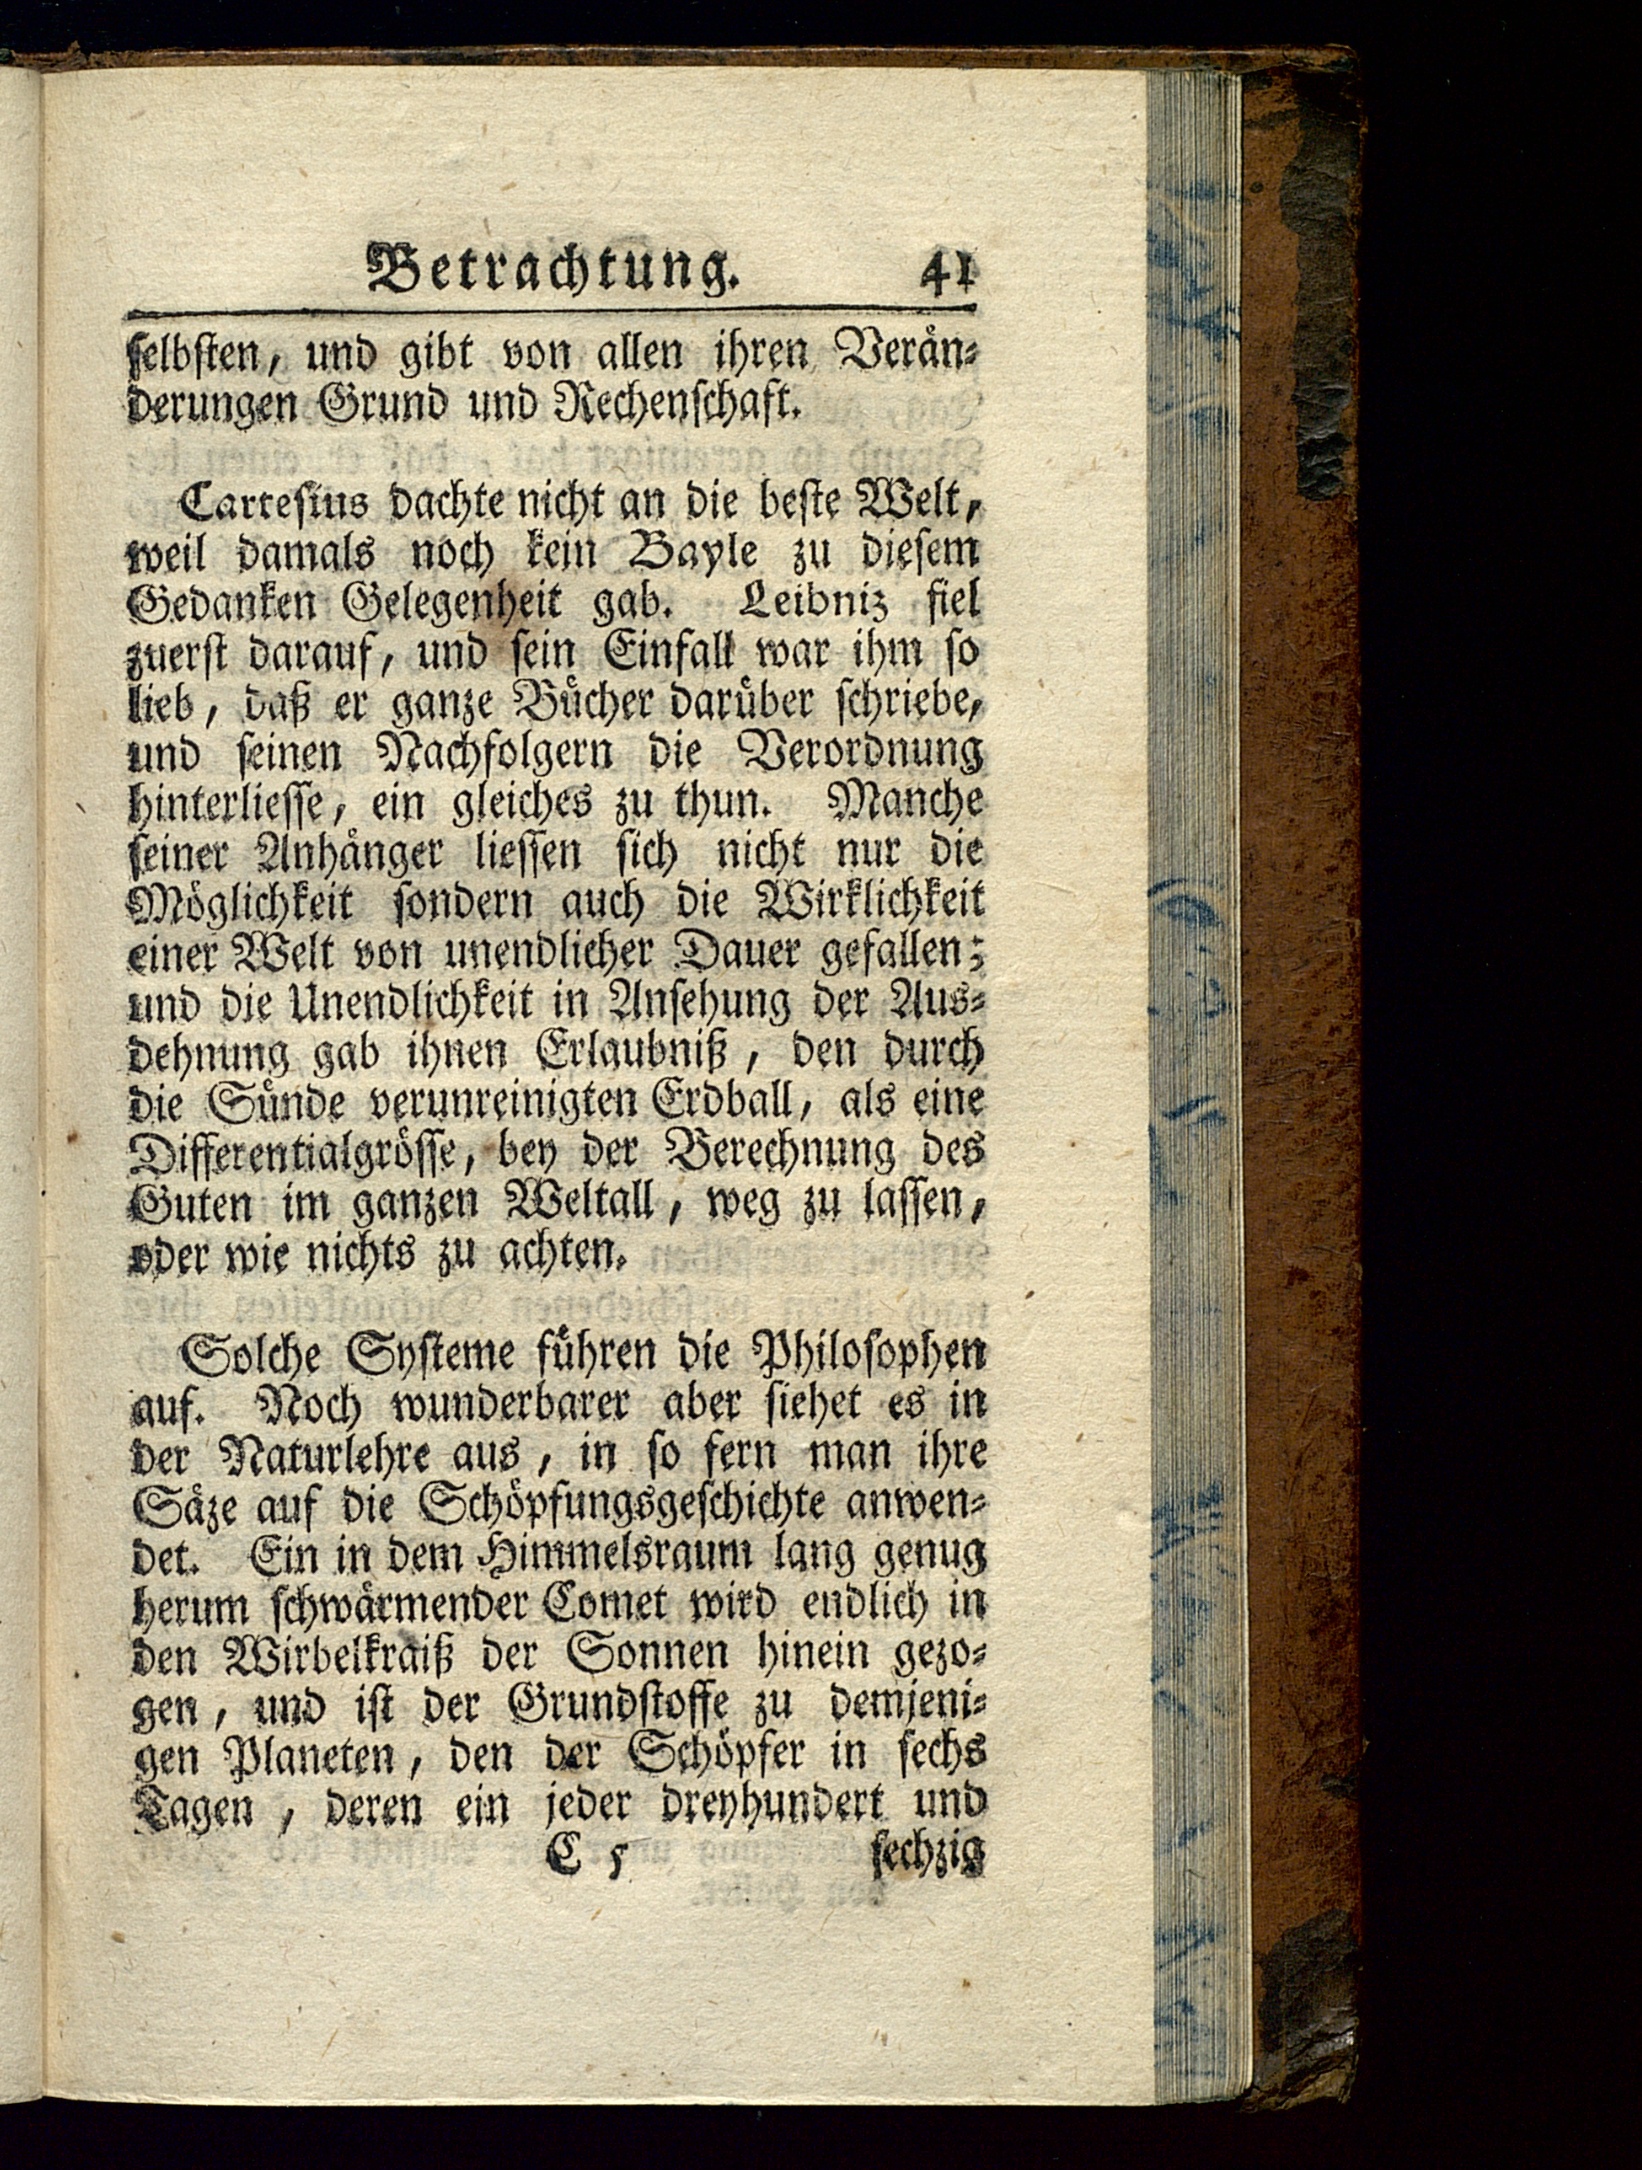 Betrachtung. 41
ſelbſten, und gibt von allen ihren Verän⸗
derungen Grund und Rechenſchaft.
Carteſius dachte nicht an die beſte Welt,
weil damals noch kein Bayle zu dieſem
Gedanken Gelegenheit gab. Leibniz fiel
zuerſt darauf, und ſein Einfall war ihm ſo
lieb, daß er ganze Bücher darüber ſchriebe,
und ſeinen Nachfolgern die Verordnung
hinterlieſſe, ein gleiches zu thun. Manche
ſeiner Anhänger lieſſen ſich nicht nur die
Möglichkeit ſondern auch die Wirklichkeit
einer Welt von unendlicher Dauer gefallen;
und die Unendlichkeit in Anſehung der Aus⸗
dehnung gab ihnen Erlaubniß, den durch
die Sünde verunreinigten Erdball, als eine
Differentialgröſſe, bey der Berechnung des
Guten im ganzen Weltall, weg zu laſſen,
oder wie nichts zu achten.
Solche Syſteme führen die Philoſophen
auf. Noch wunderbarer aber ſiehet es in
der Naturlehre aus, in ſo fern man ihre
Säze auf die Schöpfungsgeſchichte anwen⸗
det. Ein in dem Himmelsraum lang genug
herum ſchwärmender Comet wird endlich in
den Wirbelkraiß der Sonnen hinein gezo⸗
gen, und iſt der Grundſtoffe zu demjeni⸗
gen Planeten, den der Schöpfer in ſechs
Tagen, deren ein jeder dreyhundert und
C 5 ſechzig